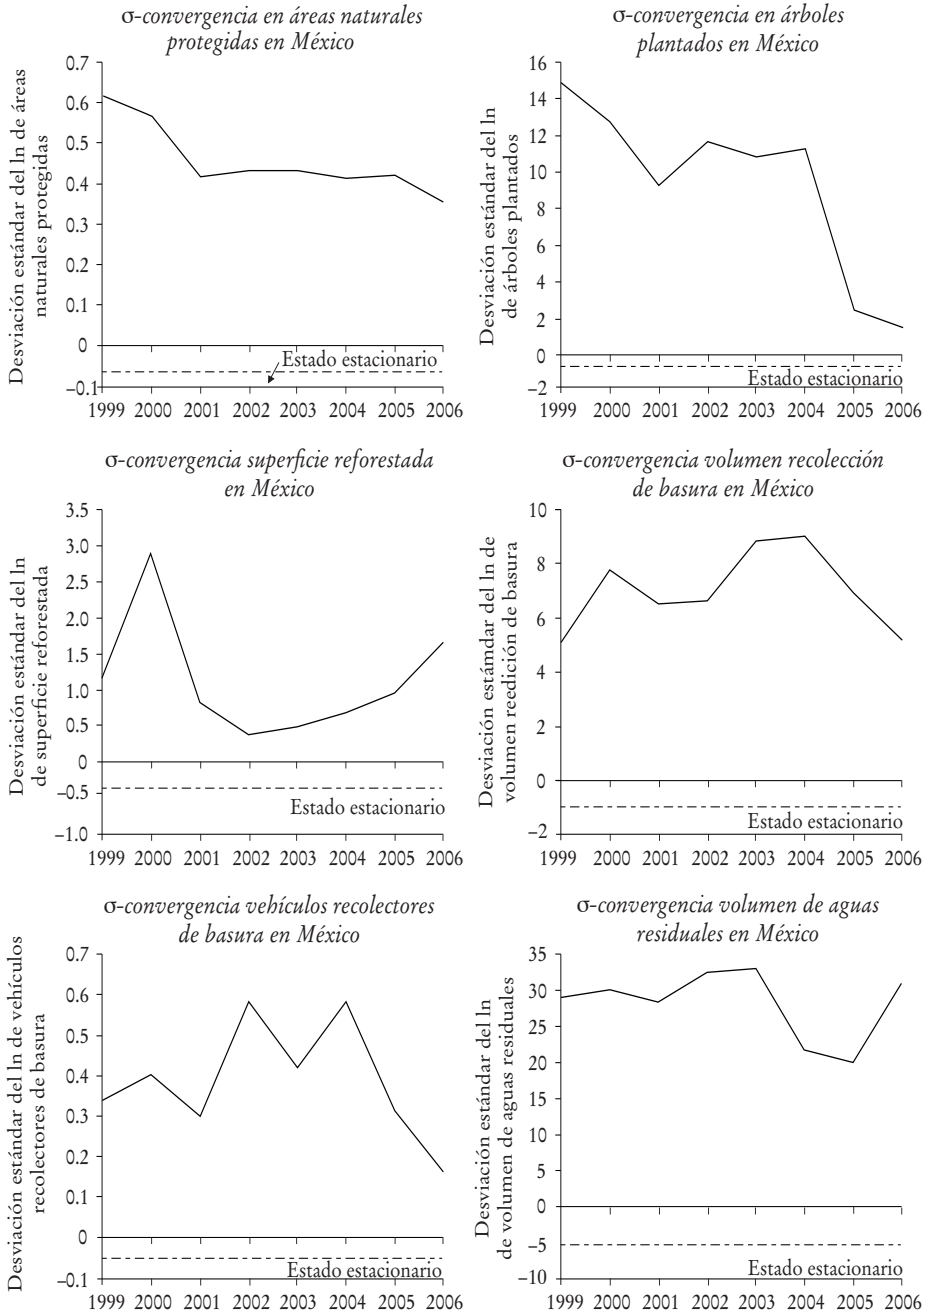 σ-convergencia en áreas naturales
protegidas en México
Desviación estándar del ln de áreas
naturales protegidas
0.7
0.6
0.5
0.4
0.3
0.2
0.1
0
–0.1
Estado estacionario
1999 2000 2001 2002 2003 2004 2005 2006
σ-convergencia en árboles
plantados en México
Desviación estándar del ln
de árboles plantados
16
14
12
10
8
6
4
2
0
–2
Estado estacionario
1999 2000 2001 2002 2003 2004 2005 2006
σ-convergencia superficie reforestada
en México
Desviación estándar del ln
de superficie reforestada
3.5
3.0
2.5
2.0
1.5
1.0
0.5
0
–0.5
–1.0
Estado estacionario
1999 2000 2001 2002 2003 2004 2005 2006
σ-convergencia volumen recolección
de basura en México
Desviación estámdar del ln de
volumen reedición de basura
10
8
6
4
2
0
–2
Estado estacionario
1999 2000 2001 2002 2003 2004 2005 2006
σ-convergencia vehículos recolectores
de basura en México
Desviación estándar del ln de vehículos
recolectores de basura
0.7
0.6
0.5
0.4
0.3
0.2
0.1
0
–0.1
Estado estacionario
1999 2000 2001 2002 2003 2004 2005 2006
σ-convergencia volumen de aguas
residuales en México
Desviación estándar del ln
de volumen de aguas residuales
35
30
25
20
15
10
5
0
–5
–10
Estado estacionario
1999 2000 2001 2002 2003 2004 2005 2006